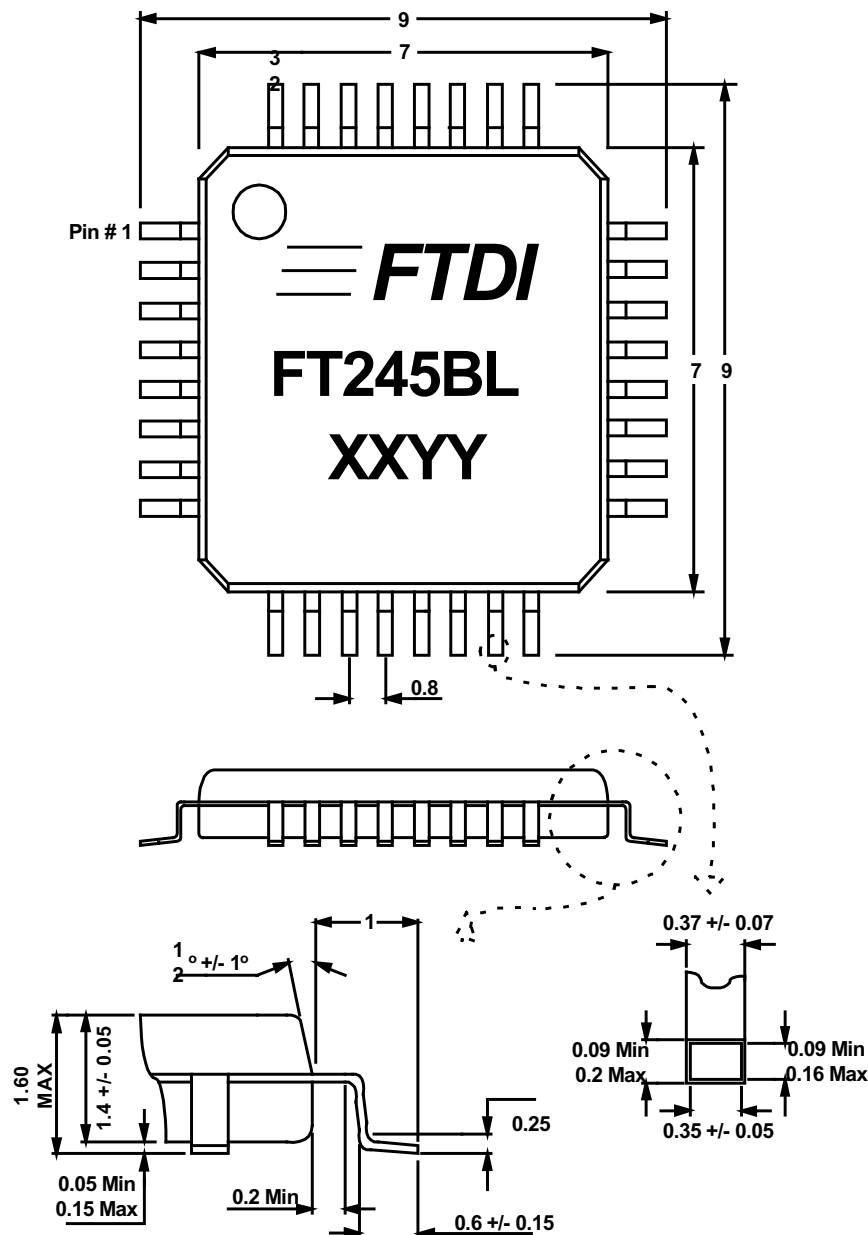 9
7
3
2
Pin # 1
FTDI
FT245BL
XXYY
7
9
0.8
1
1
2
º +/- 1º
0.37 +/- 0.07
1.60
MAX
1.4 +/- 0.05
0.09 Min
0.2 Max
0.09 Min
0.16 Max
0.35 +/- 0.05
0.25
0.05 Min
0.15 Max
0.2 Min
0.6 +/- 0.15